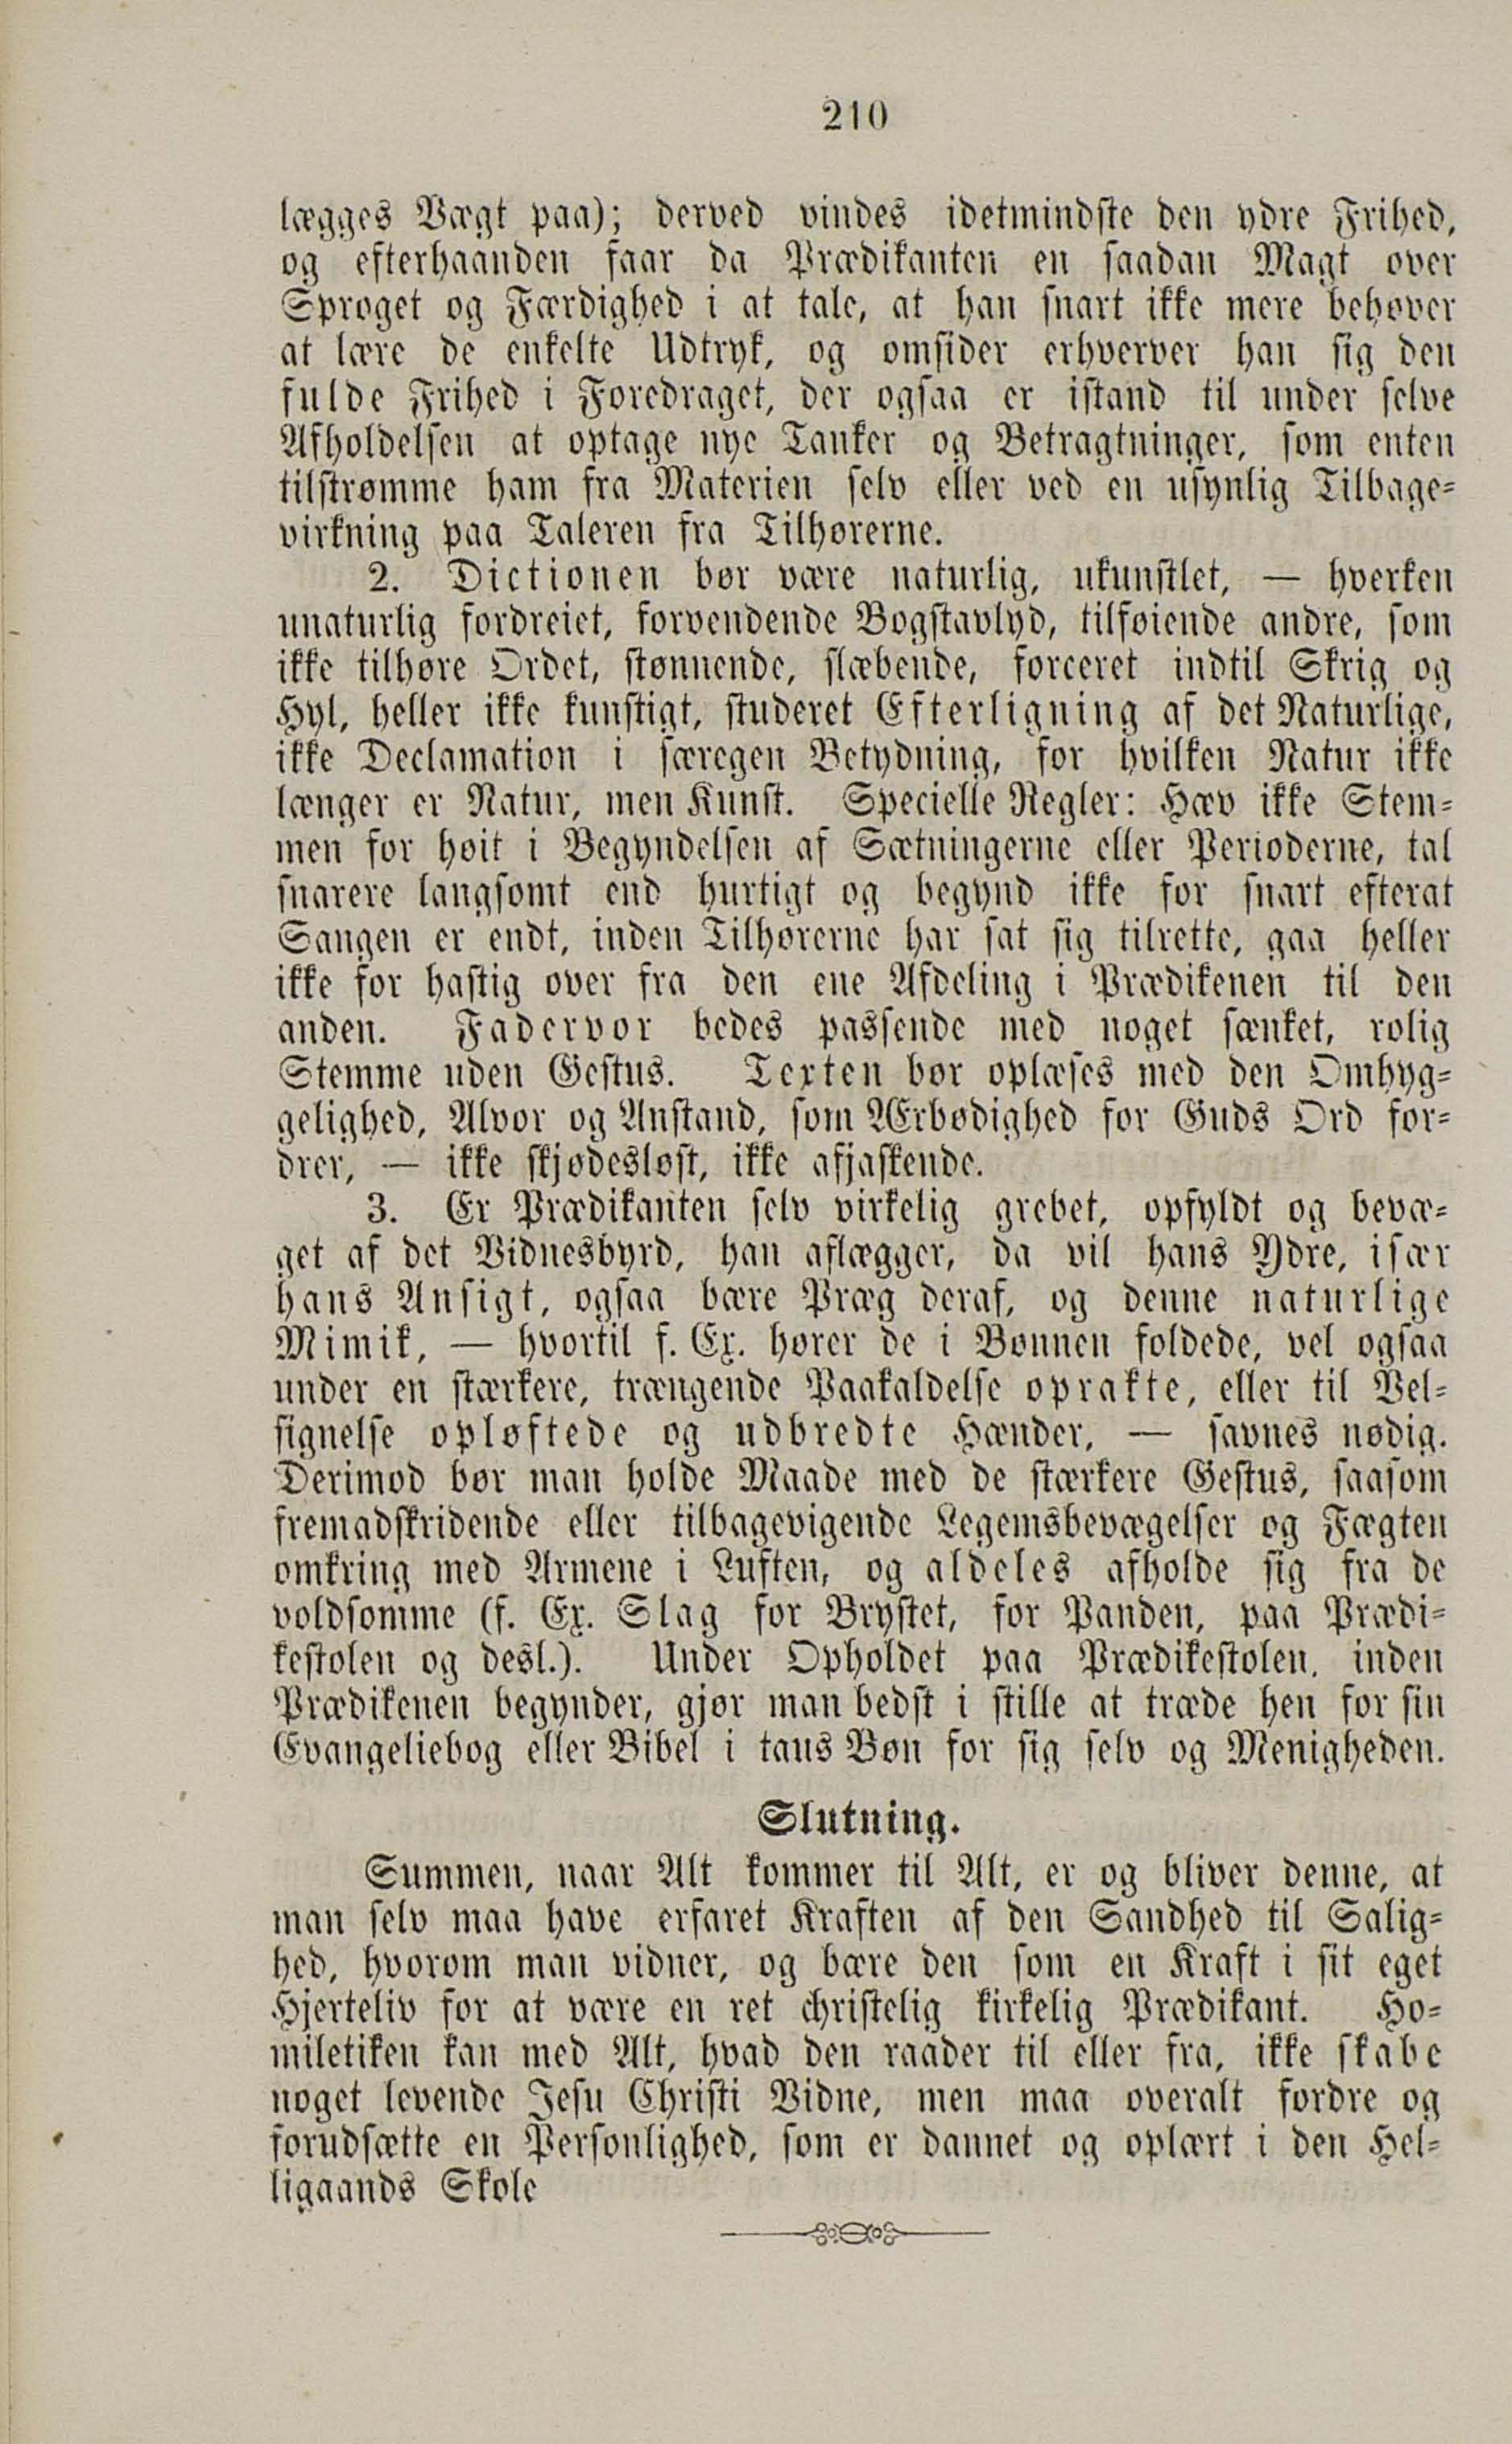 210
lægges Vægt paa); derved vindes idetmindste den ydre Frihed,
og efterhaanden faar da Prædikanten en saadan Magt over
Sproget og Færdighed i at tale, at han snart ikke mere behøver
at lære de enkelte Udtryk, og omsider erhverver han sig den
fulde Frihed i Foredraget, der ogsaa er istand til under selve
Afholdelsen at optage nye Tanker og Betragtninger, som enten
tilstrømme ham fra Materien selv eller ved en usynlig Tilbage-
virkning paa Taleren fra Tilhørerne.
2. Dictionen bør være naturlig, ukunstlet, — hverken
unaturlig fordreiet, forvendende Bogstavlyd, tilføiende andre, som
ikke tilhøre Ordet, stønnende, slæbende, forceret indtil Skrig og
Hyl, heller ikke kunstigt, studeret Efterligning af det Naturlige,
ikke Declamation i særegen Betydning, for hvilken Natur ikke
længer er Natur, men Kunst. Specielle Regler: Hæv ikke Stem-
men for høit i Begyndelsen af Sætningerne eller Perioderne, tal
snarere langsomt end hurtigt og begynd ikke for snart efterat
Sangen er endt, inden Tilhørerne har sat sig tilrette, gaa heller
ikke for hastig over fra den ene Afdeling i Prædikenen til den
anden. Fadervor bedes passende med noget sænket, rolig
Stemme uden Gestus. Texten bør oplæses med den Omhyg-
gelighed, Alvor og Anstand, som Ærbødighed for Guds Ord for-
drer, — ikke skjødesløst, ikke afjaskende.
3. Er Prædikanten selv virkelig grebet, opfyldt og bevæ-
get af det Vidnesbyrd, han aflægger, da vil hans Ydre, især
hans Ansigt, ogsaa bære Præg deraf, og denne naturlige
Mimik, — hvortil f. Ex. hører de i Bønnen foldede, vel ogsaa
under en stærkere, trængende Paakaldelse oprakte, eller til Vel-
signelse opløftede og udbredte Hænder, — savnes nødig.
Derimod bør man holde Maade med de stærkere Gestus, saasom
fremadskridende eller tilbagevigende Legemsbevægelser og Fægten
omkring med Armene i Luften, og aldeles afholde sig fra de
voldsomme (f. Ex. Slag for Brystet, for Panden, paa Prædi-
kestolen og desl.). Under Opholdet paa Prædikestolen, inden
Prædikenen begynder, gjør man bedst i stille at træde hen for sin
Evangeliebog eller Bibel i taus Bøn for sig selv og Menigheden.
Slutning.
Summen, naar Alt kommer til Alt, er og bliver denne, at
man selv maa have erfaret Kraften af den Sandhed til Salig-
hed, hvorom man vidner, og bære den som en Kraft i sit eget
Hjerteliv for at være en ret christelig kirkelig Prædikant. Ho-
miletiken kan med Alt, hvad den raader til eller fra, ikke skabe
noget levende Jesu Christi Vidne, men maa overalt fordre og
forudsætte en Personlighed, som er dannet og oplært i den Hel-
ligaands Skole